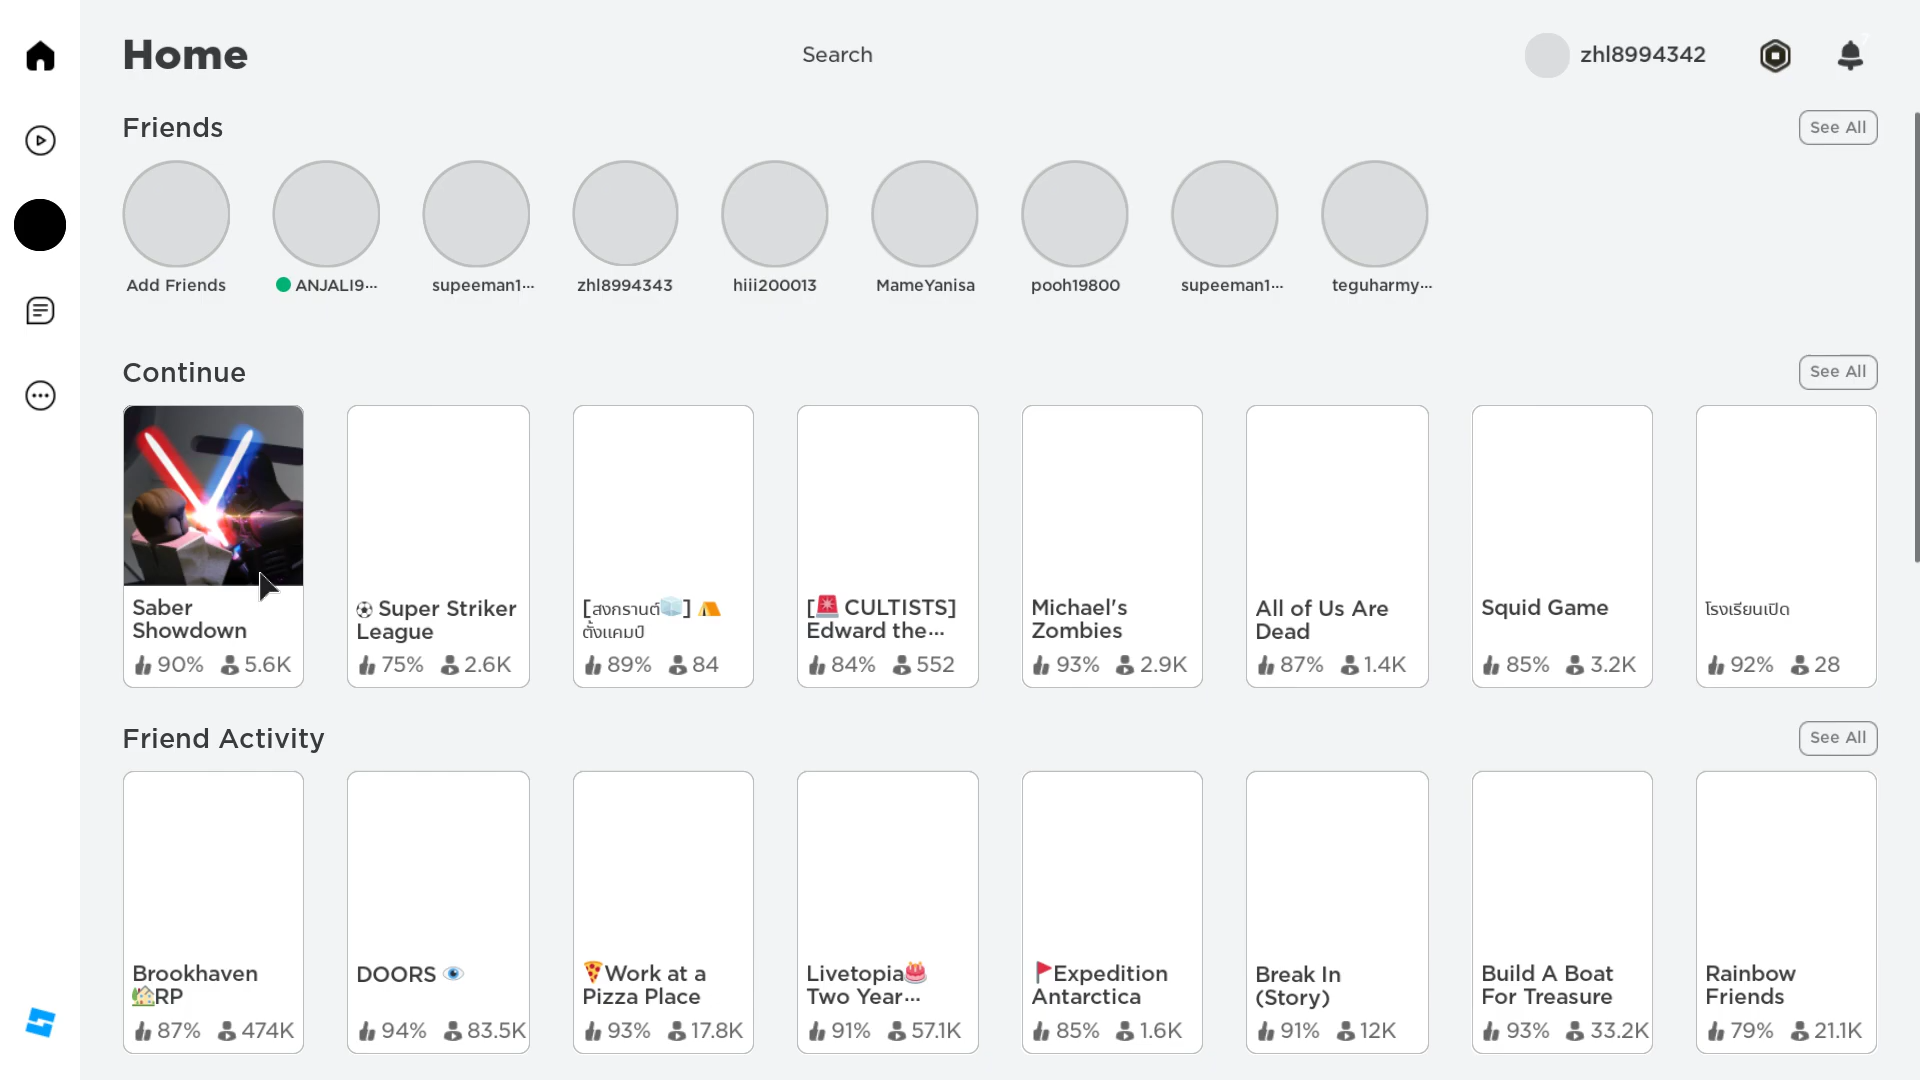 Home
Search
zhl8994342
Friends
See All
Add Friends
ANJALI9...
supeeman1...
zhl8994343
hiii200013
MameYanisa
pooh19800
supeeman1...
teguharmy...
Continue
See All
Saber
Showdown
90% 5.6K
⚽ Super Striker
League
75% 2.6K
[สงกรานต์🧊] ⛺
ตั้งแคมป์
89% 84
[🚨 CULTISTS]
Edward the...
84% 552
Michael's
Zombies
93% 2.9K
All of Us Are
Dead
87% 1.4K
Squid Game
85% 3.2K
โรงเรียนเปิด
92% 28
Friend Activity
See All
Brookhaven
🏡RP
87% 474K
DOORS 👁️
94% 83.5K
🍕Work at a
Pizza Place
93% 17.8K
Livetopia🎂
Two Year...
91% 57.1K
🚩Expedition
Antarctica
85% 1.6K
Break In
(Story)
91% 12K
Build A Boat
For Treasure
93% 33.2K
Rainbow
Friends
79% 21.1K